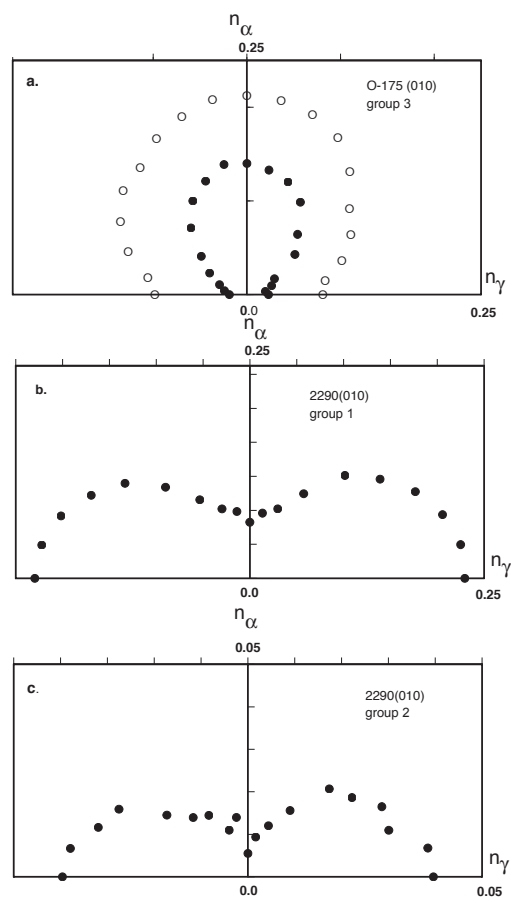 nα
0.25
a.
O-175 (010)
group 3
nγ
0.0
0.25
nα
0.25
b.
2290(010)
group 1
nγ
0.0
0.25
nα
0.05
c.
2290(010)
group 2
nγ
0.0
0.05